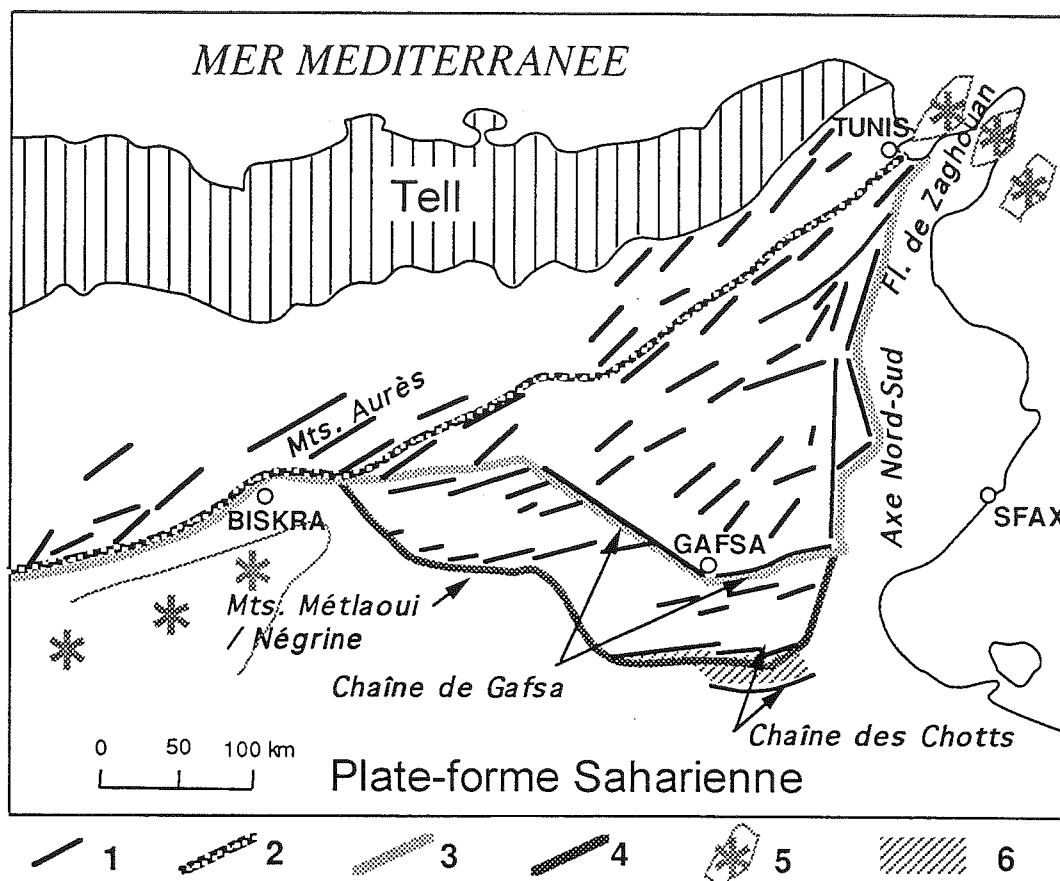 MER MEDITERRANEE
TUNIS
Tell
Fl. de Zaghouan
Mts. Aurès
Axe Nord-Sud
BISKRA
SFAX
GAFSA
Mts. Métlaoui
/ Négrine
Chaîne de Gafsa
Chaîne des Chotts
0 50 100 km
Plate-forme Saharienne
1 2 3 4 5 6